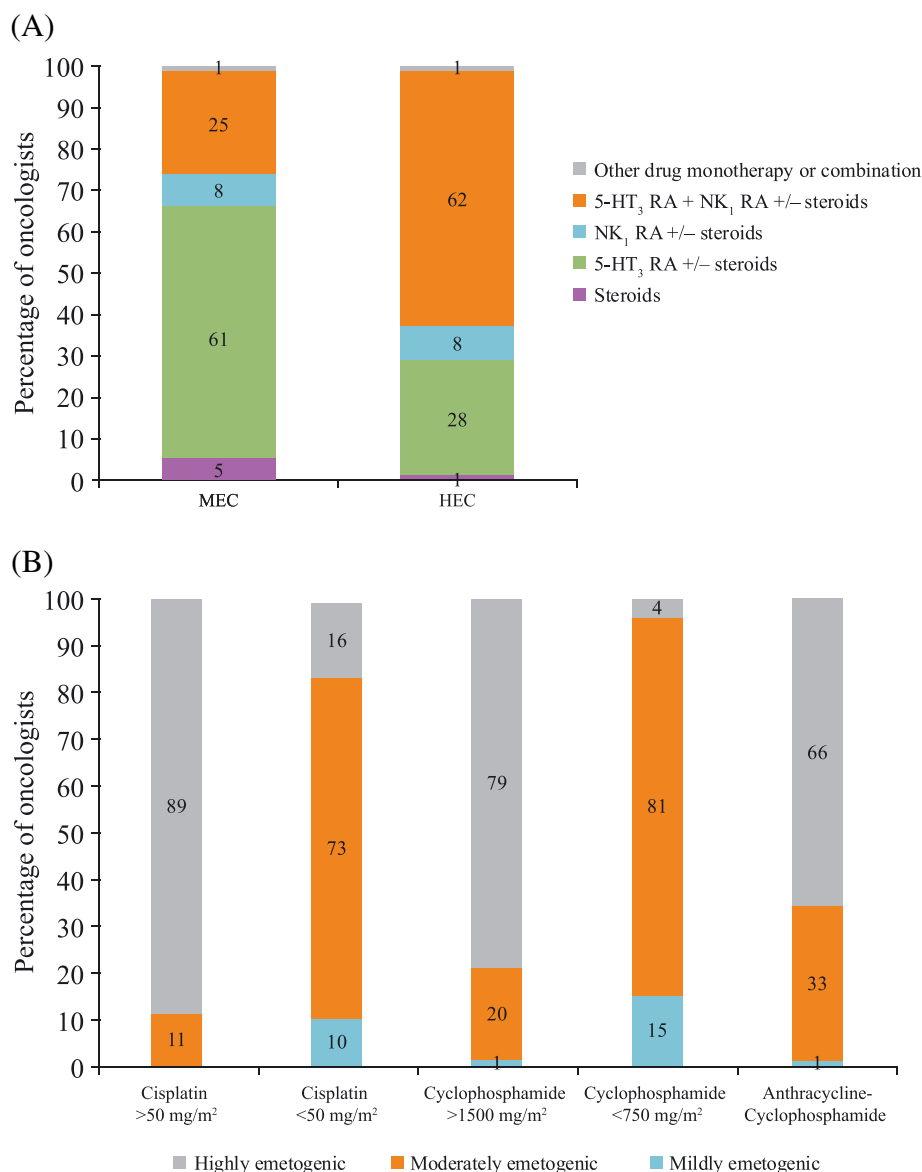 (A)
Percentage of oncologists
100
90
80
70
60
50
40
30
20
10
0
1
25
8
61
5
1
62
8
28
1
MEC
HEC
Other drug monotherapy or combination
5-HT₃ RA + NK₁ RA +/– steroids
NK₁ RA +/– steroids
5-HT₃ RA +/– steroids
Steroids
(B)
Percentage of oncologists
100
90
80
70
60
50
40
30
20
10
0
89
11
16
73
10
79
20
1
4
81
15
66
33
1
Cisplatin
>50 mg/m²
Cisplatin
<50 mg/m²
Cyclophosphamide
>1500 mg/m²
Cyclophosphamide
<750 mg/m²
Anthracycline-
Cyclophosphamide
Highly emetogenic
Moderately emetogenic
Mildly emetogenic